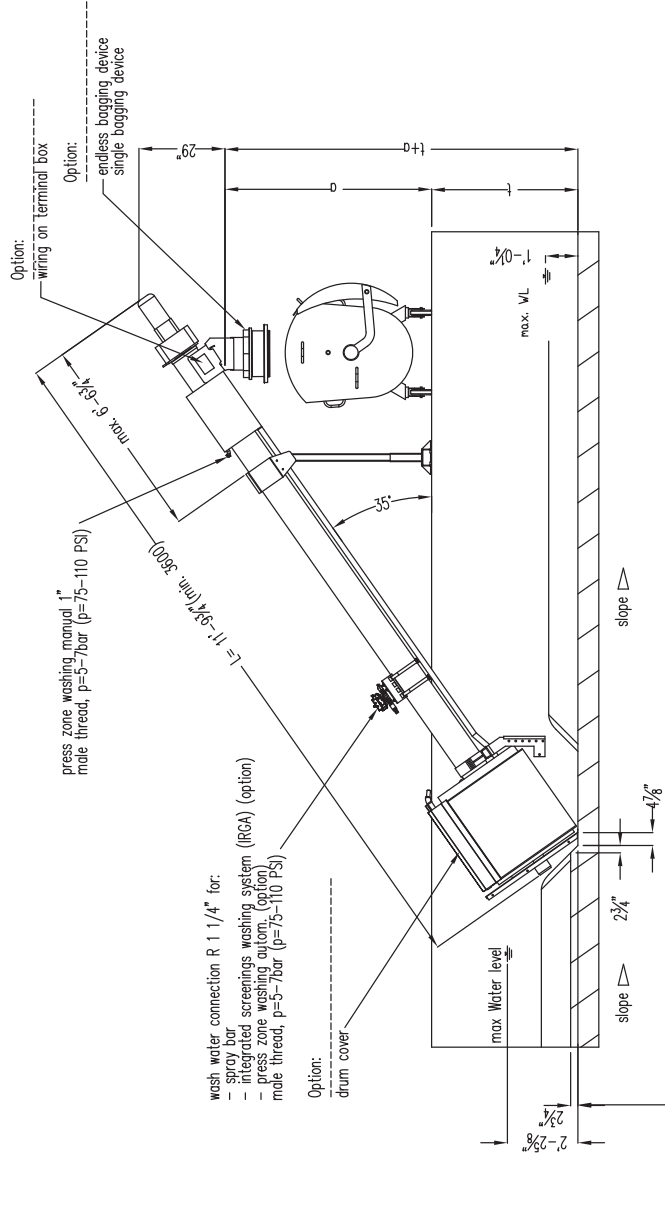 Option:
wiring on terminal box
Option:
endless bagging device
single bagging device
29"
t+a
a
t
1'-0¼"
max. WL
max. 6'-6¾"
L= 11'-9¾"(min. 3600)
35°
press zone washing manual 1"
male thread, p=5-7bar (p=75-110 PSI)
wash water connection R 1 1/4" for:
- spray bar
- integrated screenings washing system (IRGA) (option)
- press zone washing autom. (option)
male thread, p=5-7bar (p=75-110 PSI)
Option:
drum cover
max Water level
slope
slope
4⅞"
2¾"
2¾"
2'-2⅝"